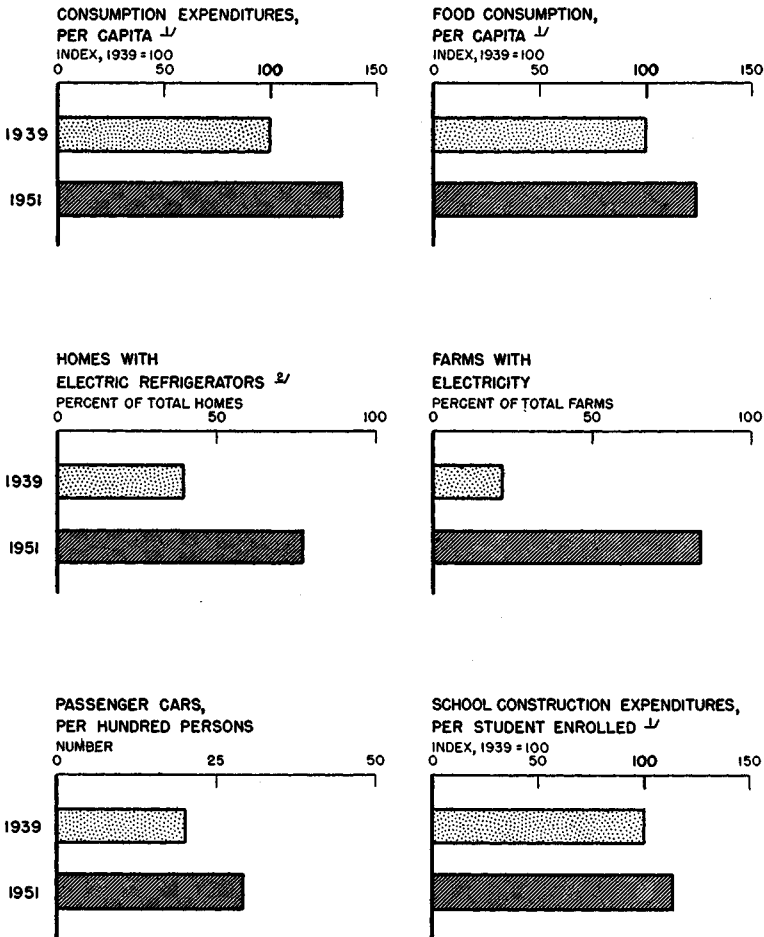 CONSUMPTION EXPENDITURES,
PER CAPITA 1/
INDEX, 1939 = 100
0 50 100 150
1939
1951
FOOD CONSUMPTION,
PER CAPITA 1/
INDEX, 1939 = 100
0 50 100 150
HOMES WITH
ELECTRIC REFRIGERATORS 2/
PERCENT OF TOTAL HOMES
0 50 100
1939
1951
FARMS WITH
ELECTRICITY
PERCENT OF TOTAL FARMS
0 50 100
PASSENGER CARS,
PER HUNDRED PERSONS
NUMBER
0 25 50
1939
1951
SCHOOL CONSTRUCTION EXPENDITURES,
PER STUDENT ENROLLED 1/
INDEX, 1939 = 100
0 50 100 150